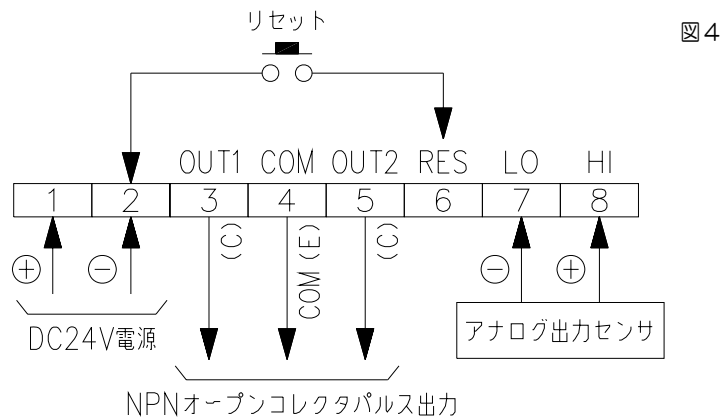 リセット
図4
OUT1 COM OUT2 RES LO HI
1 2 3 4 5 6 7 8
(C) COM(E) (C)
⊕ ⊖ ⊖ ⊕
DC24V電源
アナログ出力センサ
NPNオープンコレクタパルス出力